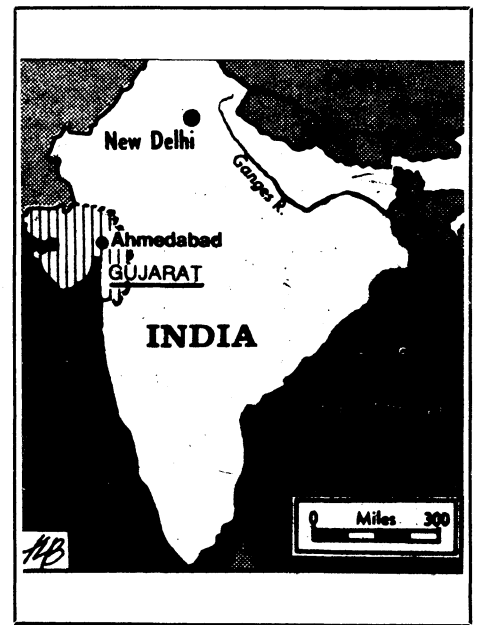 New Delhi
Ganges R.
Ahmedabad
GUJARAT
INDIA
0 Miles 300